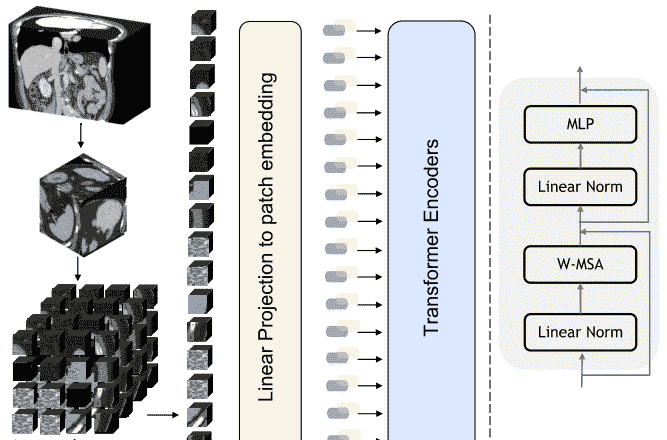 Linear Projection to patch embedding
Transformer Encoders
MLP
Linear Norm
W-MSA
Linear Norm